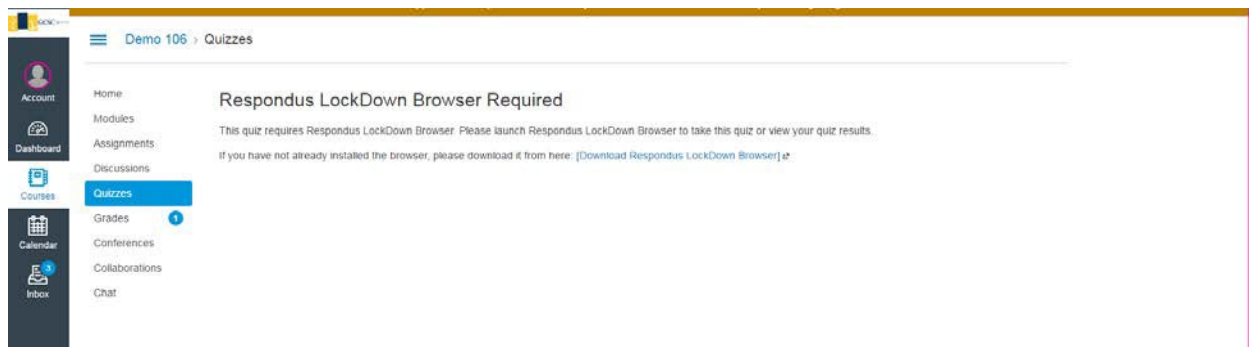 Demo 106 > Quizzes
Account
Dashboard
Courses
Calendar
3
Inbox
Home
Modules
Assignments
Discussions
Quizzes
Grades 1
Conferences
Collaborations
Chat
Respondus LockDown Browser Required
This quiz requires Respondus LockDown Browser. Please launch Respondus LockDown Browser to take this quiz or view your quiz results.
If you have not already installed the browser, please download it from here: [Download Respondus LockDown Browser]